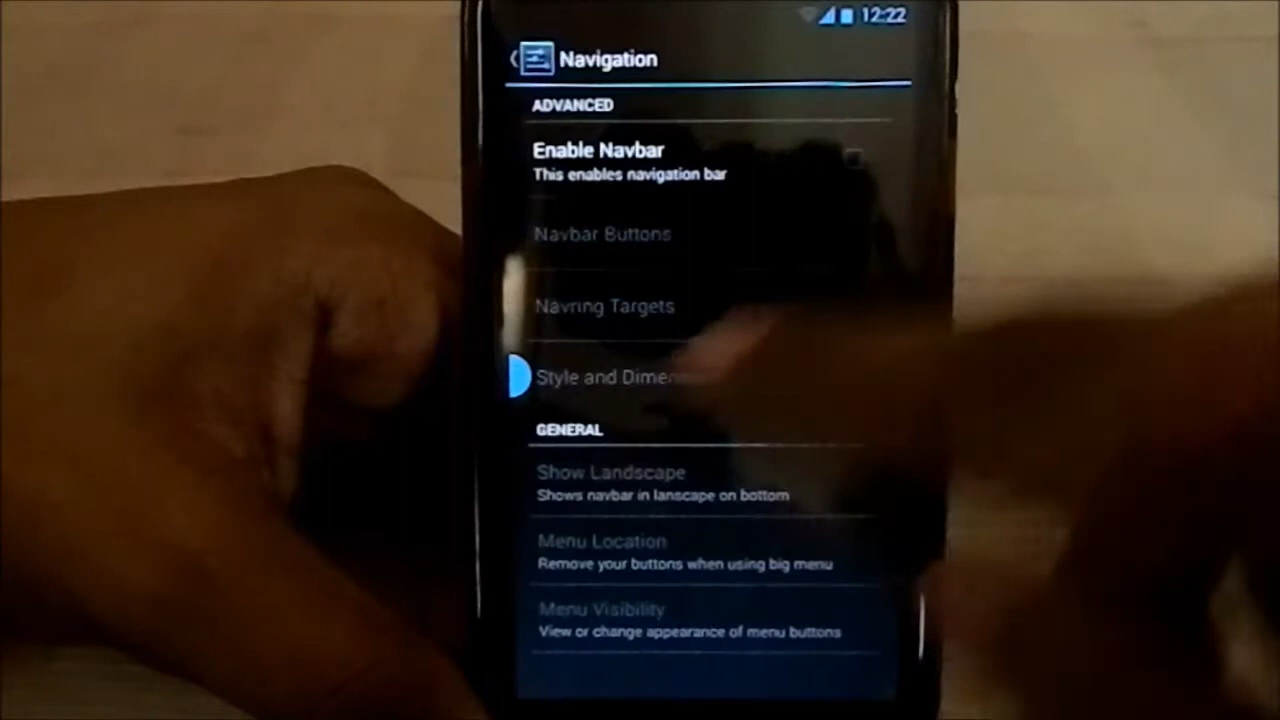 12:22
Navigation
ADVANCED
Enable Navbar
This enables navigation bar
Navbar Buttons
Navring Targets
Style and Dimen
GENERAL
Show Landscape
Shows navbar in lanscape on bottom
Menu Location
Remove your buttons when using big menu
Menu Visibility
View or change appearance of menu buttons